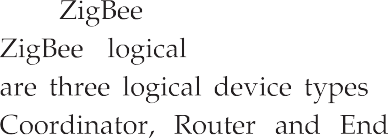 ZigBee
ZigBee logical
are three logical device types
Coordinator, Router and End